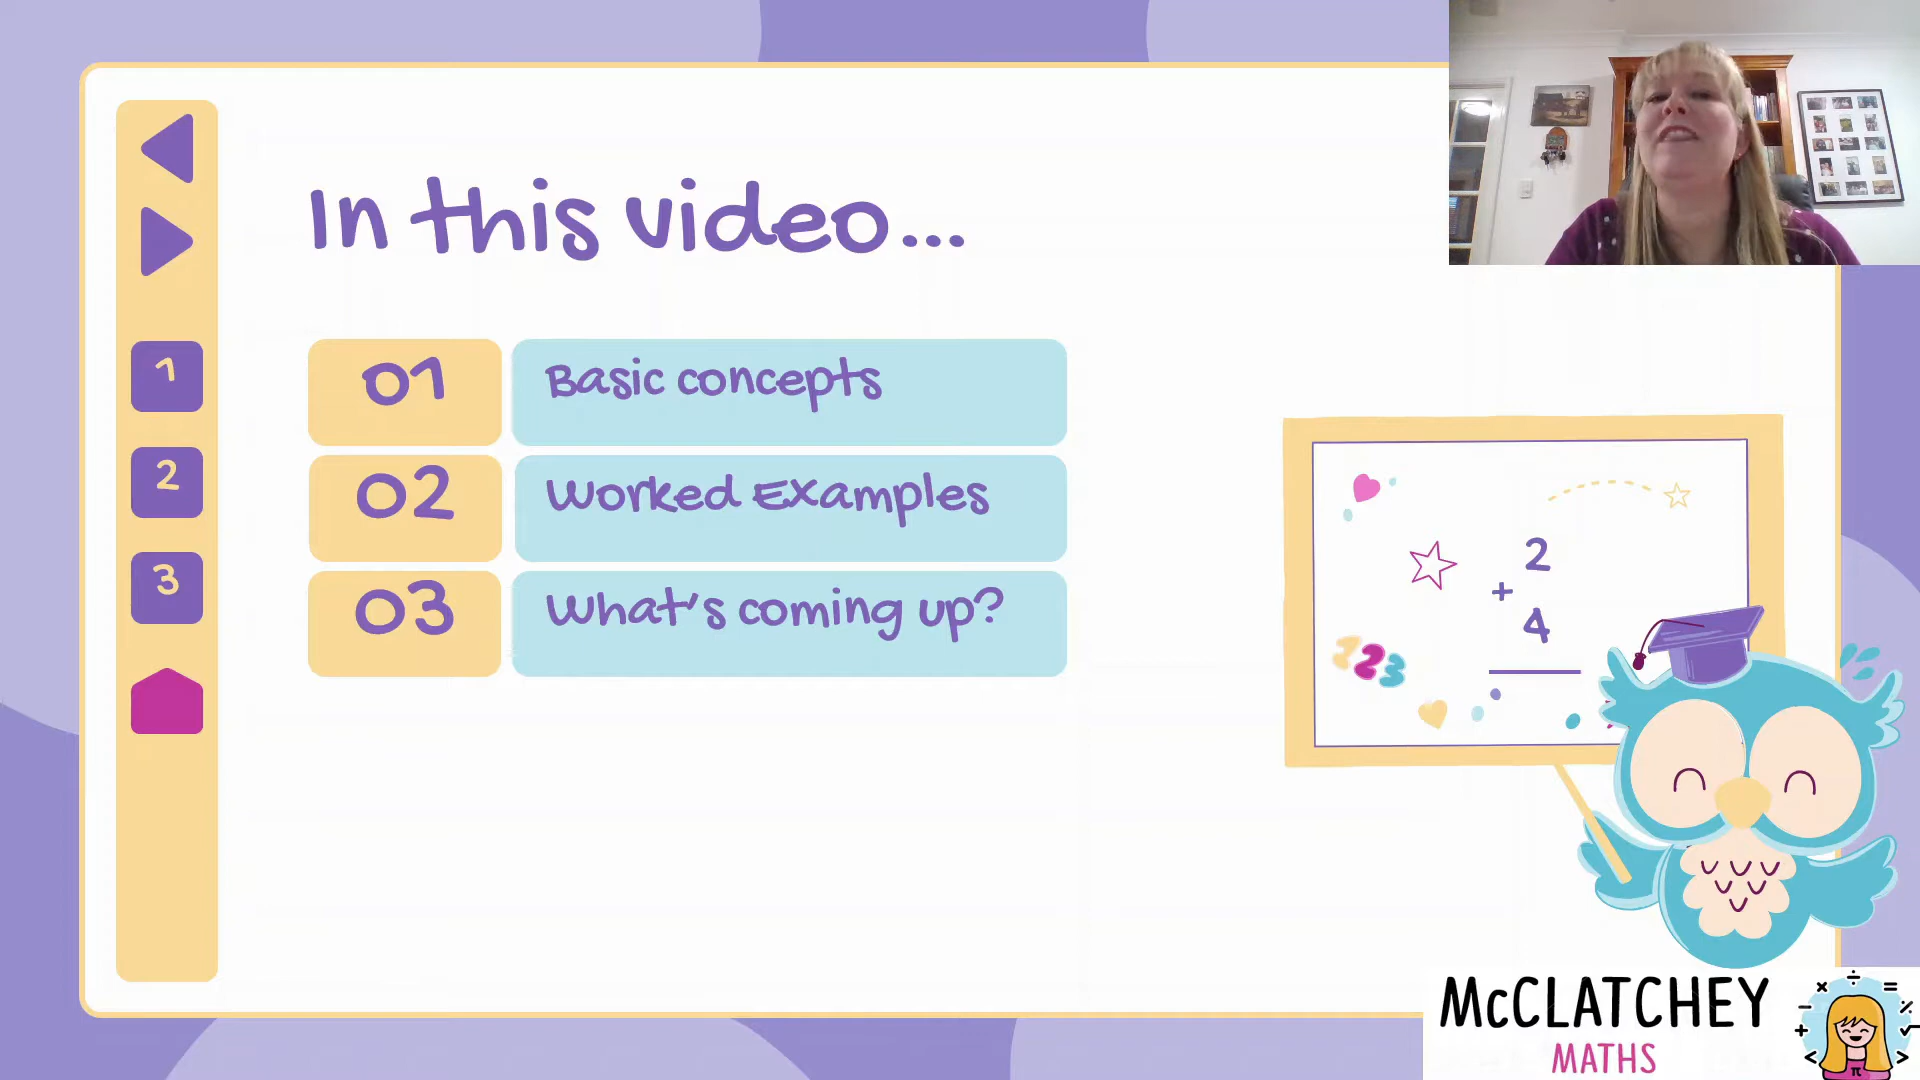 In this video...
1
2
3
01 Basic concepts
02 Worked Examples
03 What's coming up?
2
+
4
123
McCLATCHEY
MATHS
× ÷ =
− %
+ √
< π >